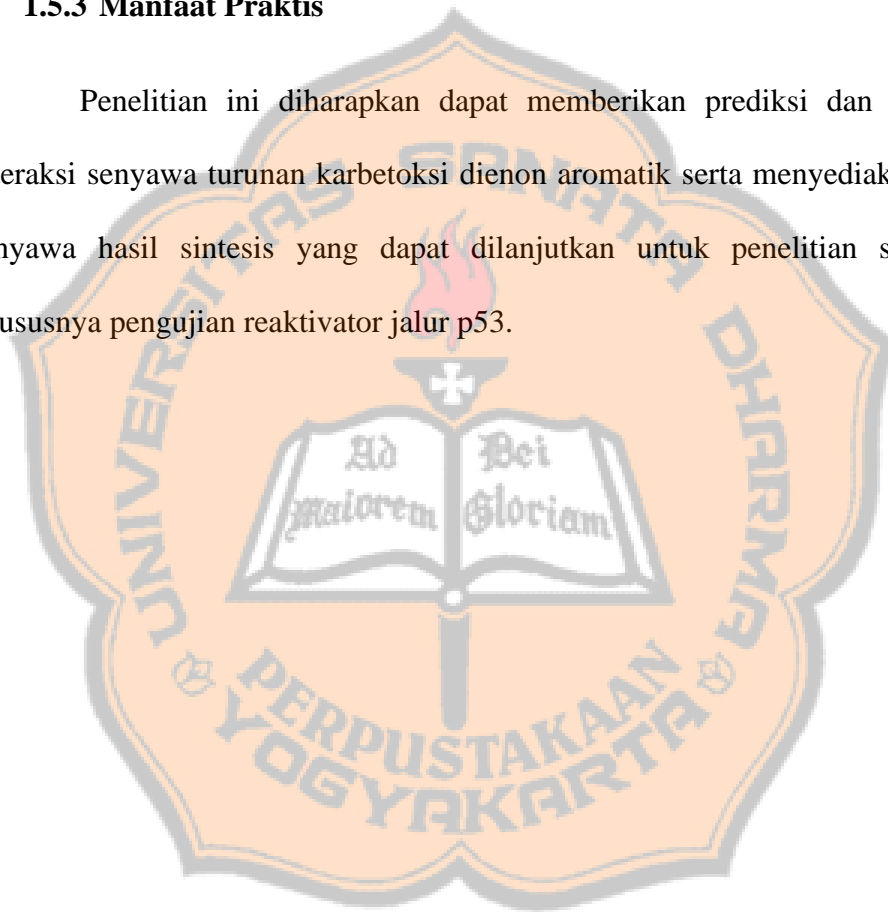 1.5.3 Manfaat Praktis
Penelitian ini diharapkan dapat memberikan prediksi dan
eraksi senyawa turunan karbetoksi dienon aromatik serta menyediak
nyawa hasil sintesis yang dapat dilanjutkan untuk penelitian s
ususnya pengujian reaktivator jalur p53.
UNIVERSITAS SANATA DHARMA
Ad Dei
maiorem Gloriam
PERPUSTAKAAN
YOGYAKARTA